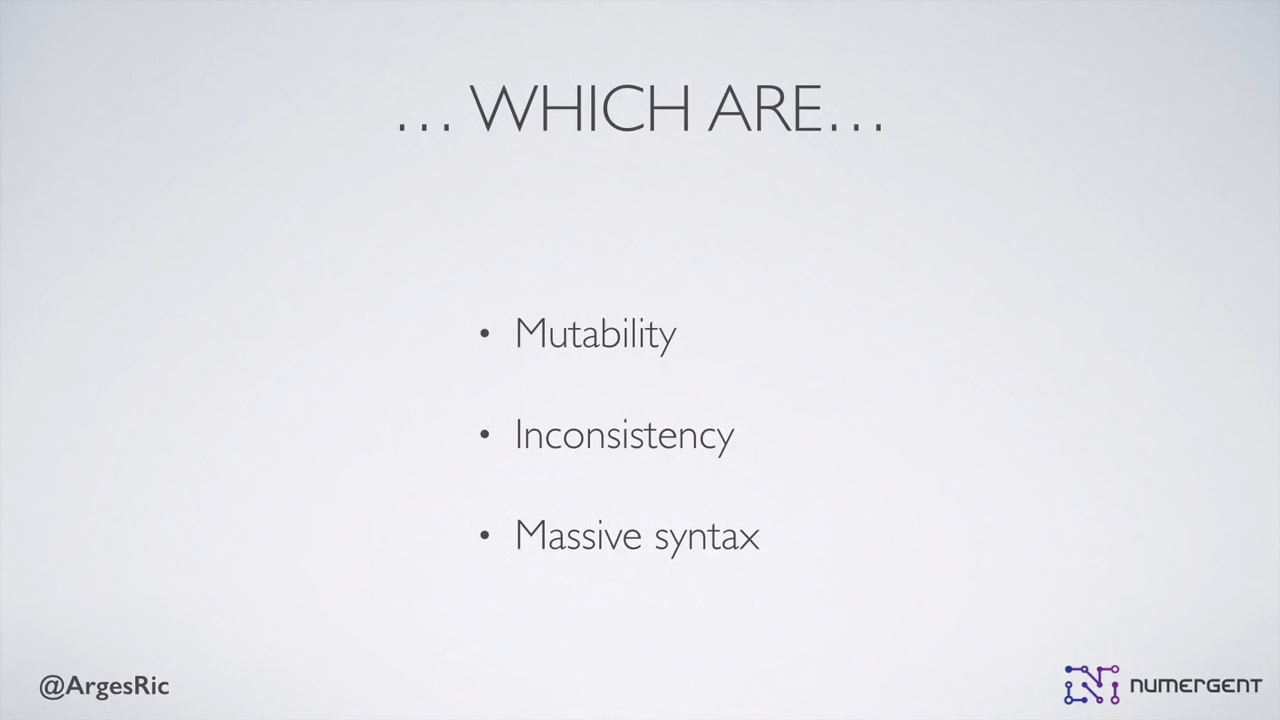 … WHICH ARE…
• Mutability
• Inconsistency
• Massive syntax
@ArgesRic
NUMERGENT